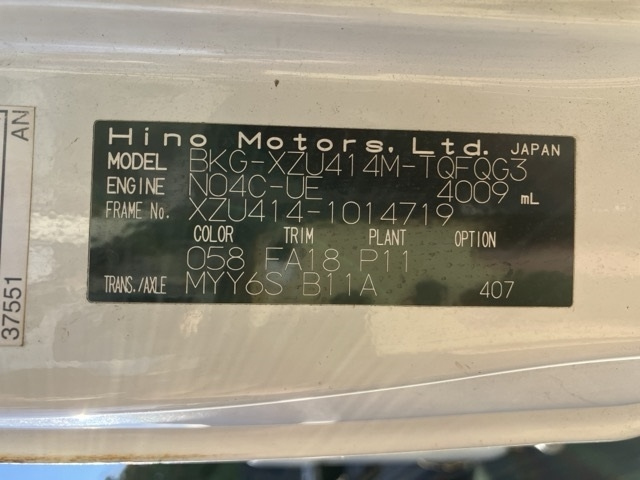 Hino Motors, Ltd. JAPAN
MODEL BKG-XZU414M-TQFQG3
ENGINE N04C-UE 4009 mL
FRAME No. XZU414-1014719
COLOR TRIM PLANT OPTION
058 FA18 P11
TRANS./AXLE MYY6S B11A 407
37551 AN